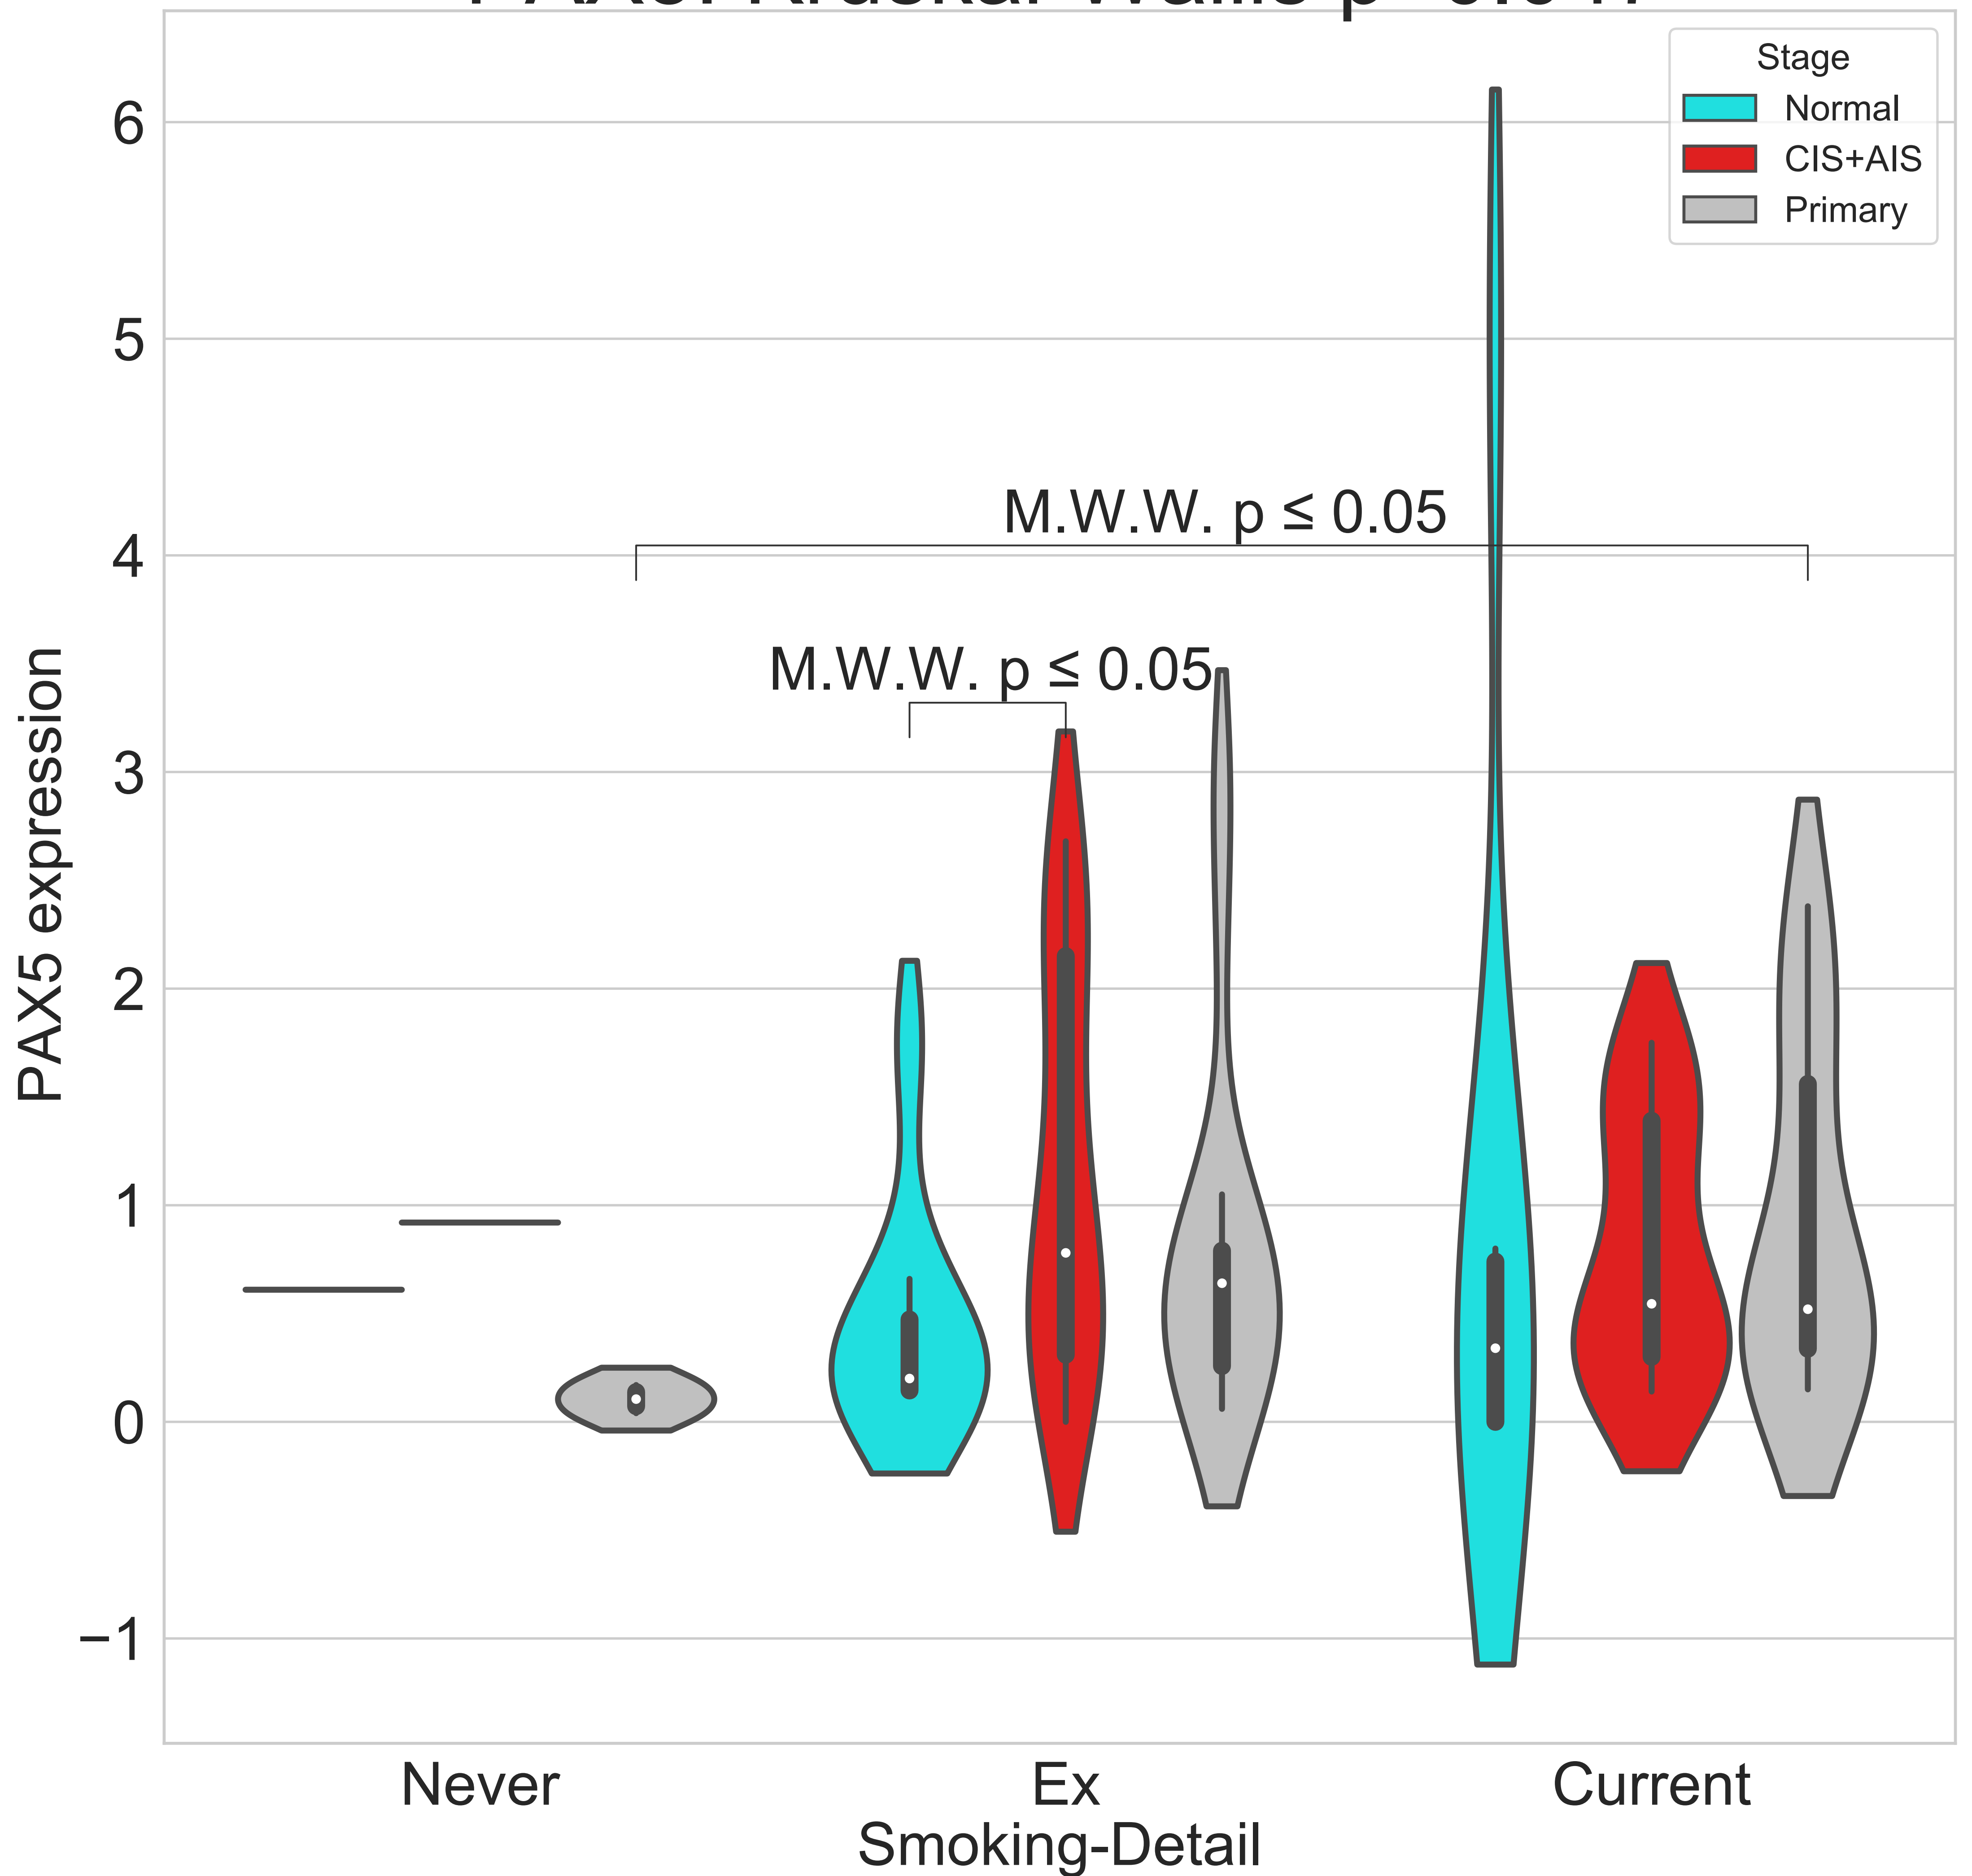 Stage
Normal
CIS+AIS
Primary
6
5
4
3
2
1
0
−1
PAX5 expression
M.W.W. p ≤ 0.05
M.W.W. p ≤ 0.05
Never
Ex
Current
Smoking-Detail